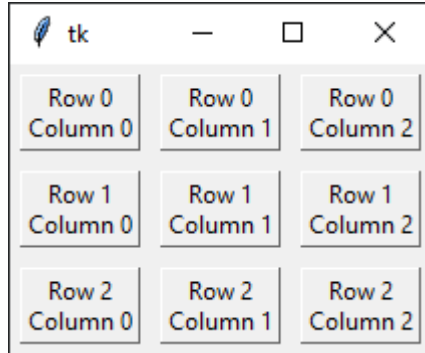 tk
Row 0 Row 0 Row 0
Column 0 Column 1 Column 2
Row 1 Row 1 Row 1
Column 0 Column 1 Column 2
Row 2 Row 2 Row 2
Column 0 Column 1 Column 2